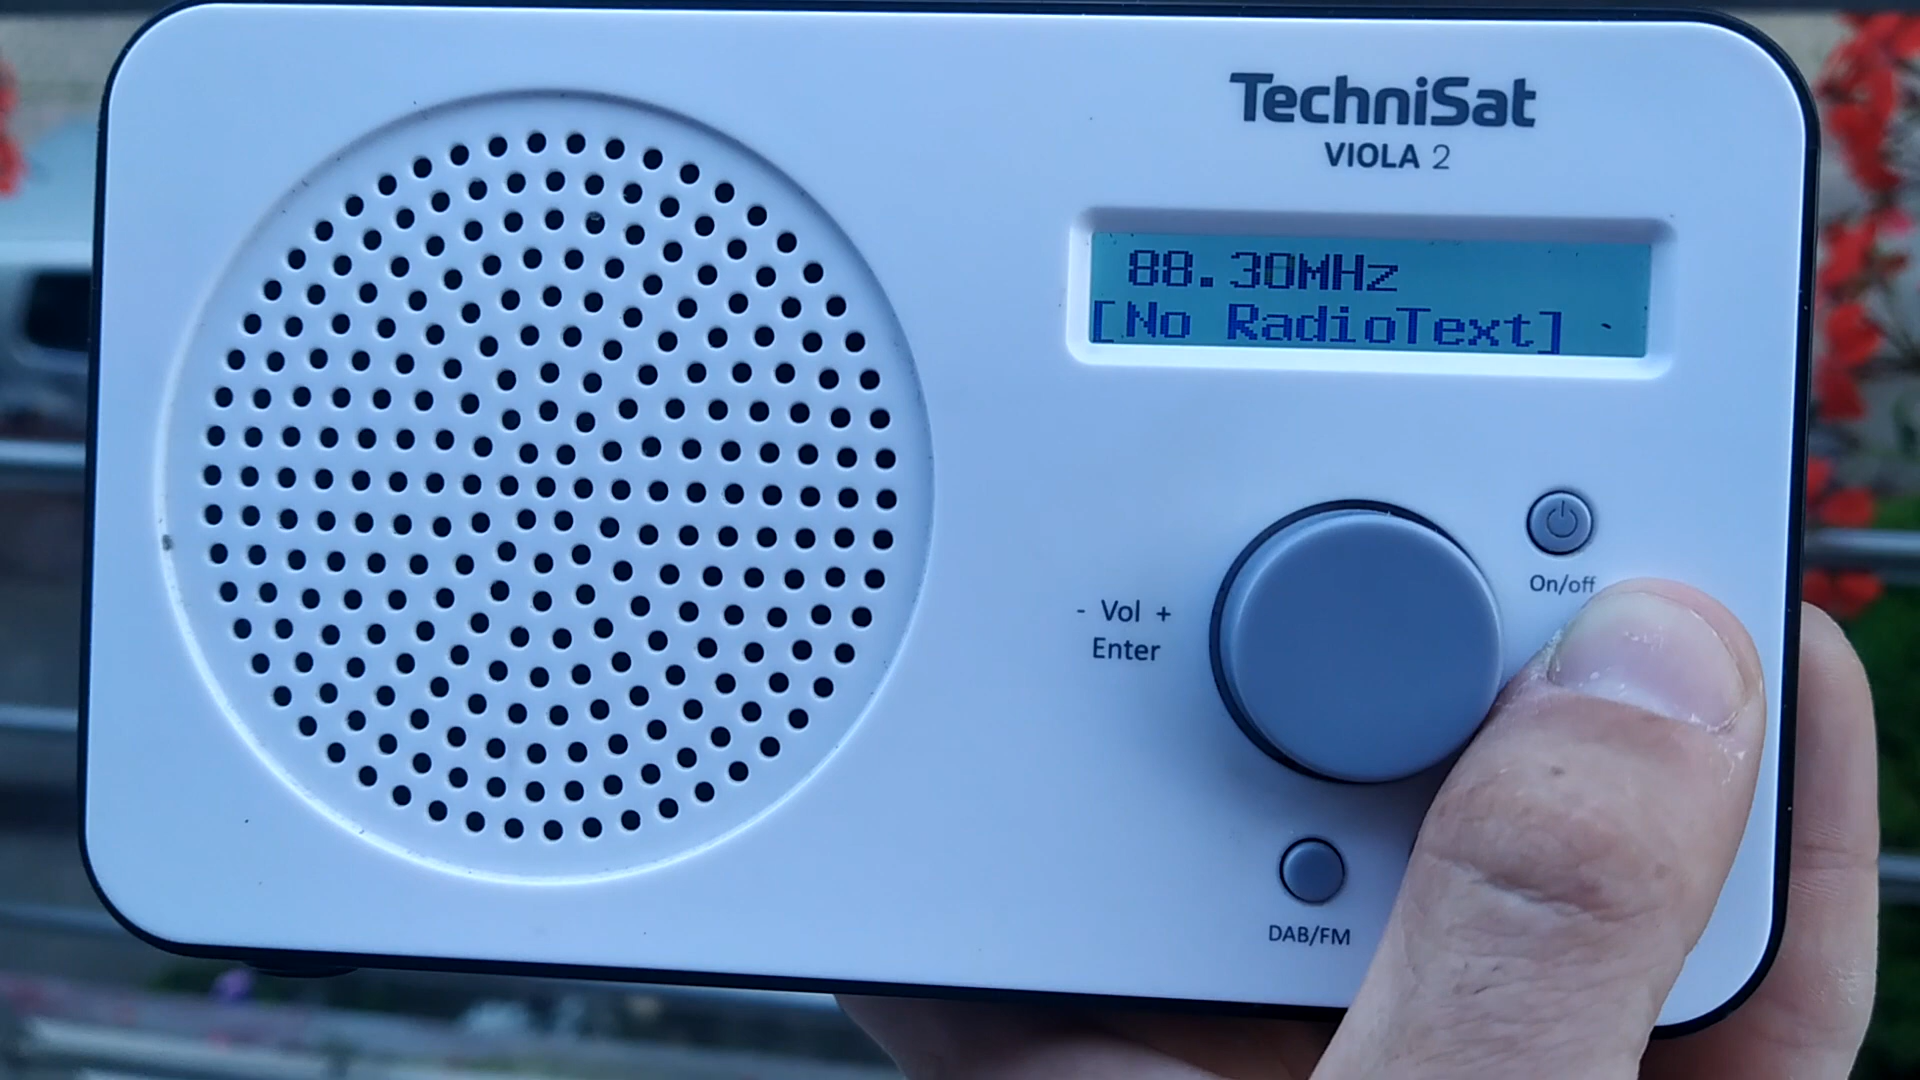 TechniSat
VIOLA 2
88.30MHz
[No RadioText]
On/off
- Vol +
Enter
DAB/FM